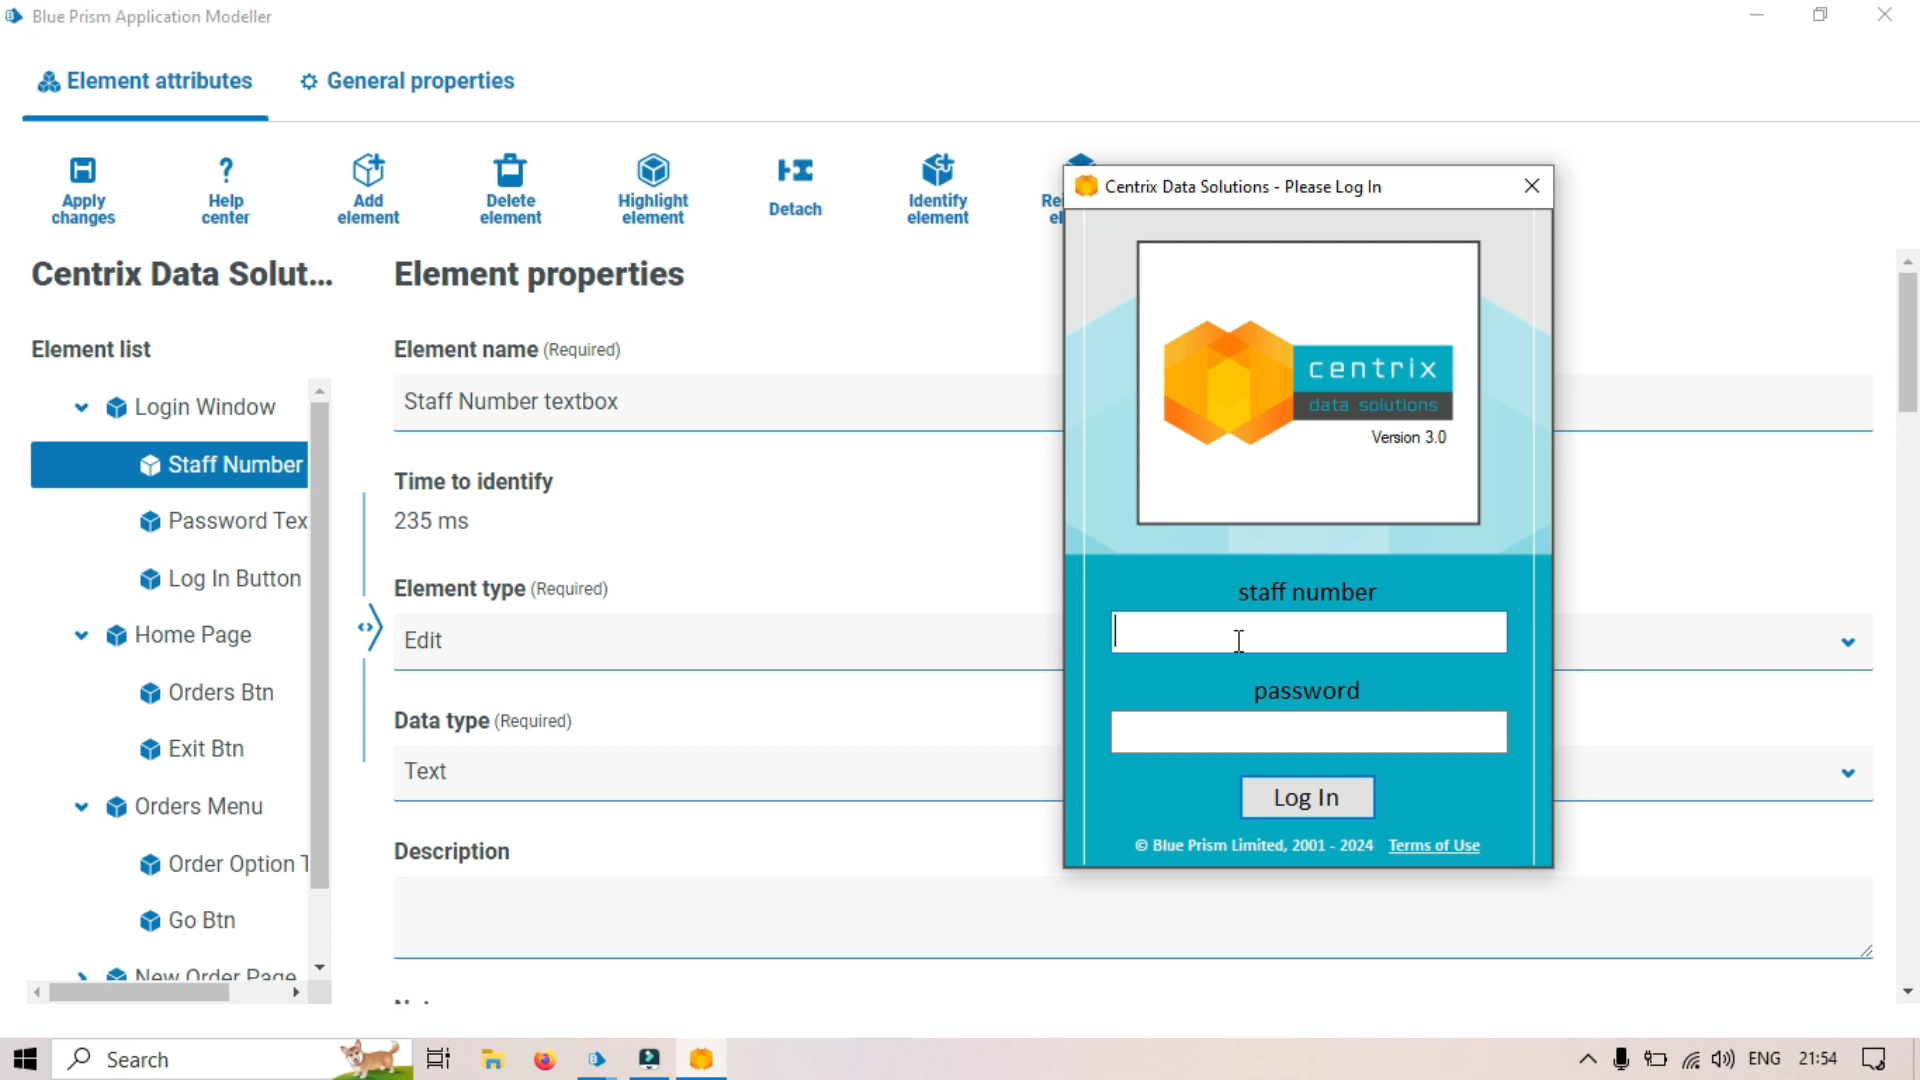 Blue Prism Application Modeller
Element attributes
General properties
Apply changes
Help center
Add element
Delete element
Highlight element
Detach
Identify element
Centrix Data Solut...
Element list
Login Window
Staff Number
Password Tex
Log In Button
Home Page
Orders Btn
Exit Btn
Orders Menu
Order Option T
Go Btn
New Order Page
Element properties
Element name (Required)
Staff Number textbox
Time to identify
235 ms
Element type (Required)
Edit
Data type (Required)
Text
Description
Centrix Data Solutions - Please Log In
centrix
data solutions
Version 3.0
staff number
password
Log In
© Blue Prism Limited, 2001 - 2024 Terms of Use
Search
ENG
21:54